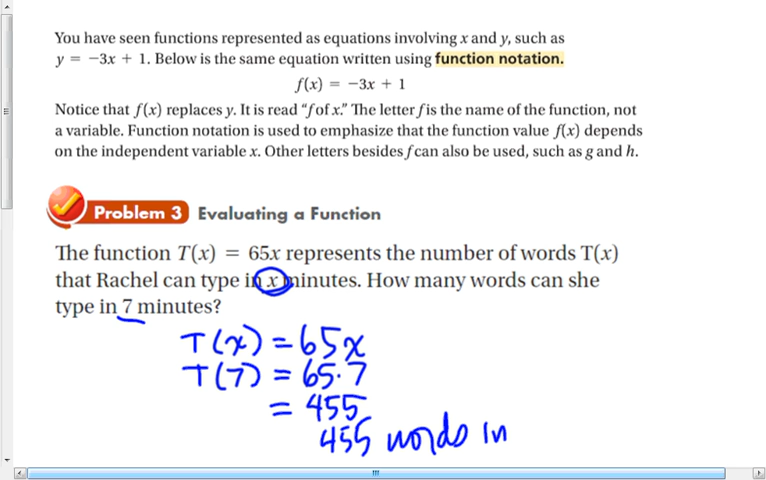 You have seen functions represented as equations involving x and y, such as
y = −3x + 1. Below is the same equation written using function notation.
f(x) = −3x + 1
Notice that f(x) replaces y. It is read “f of x.” The letter f is the name of the function, not
a variable. Function notation is used to emphasize that the function value f(x) depends
on the independent variable x. Other letters besides f can also be used, such as g and h.
Problem 3 Evaluating a Function
The function T(x) = 65x represents the number of words T(x)
that Rachel can type in x minutes. How many words can she
type in 7 minutes?
T(x) = 65x
T(7) = 65·7
= 455
455 words in